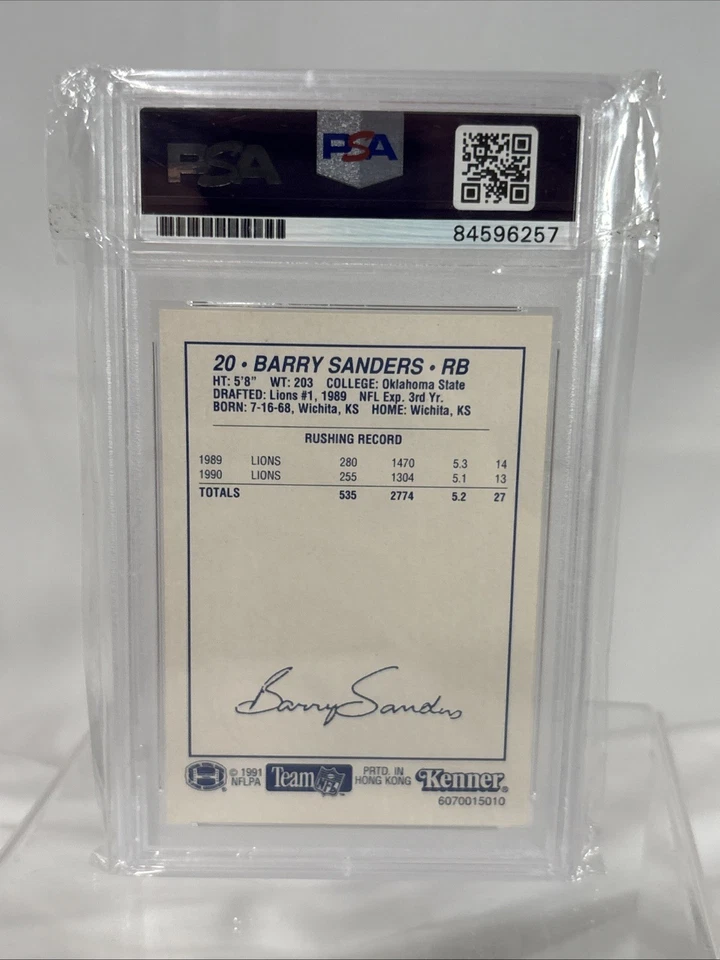 PSA PSA
84596257
20 • BARRY SANDERS • RB
HT: 5'8" WT: 203 COLLEGE: Oklahoma State
DRAFTED: Lions #1, 1989 NFL Exp. 3rd Yr.
BORN: 7-16-68, Wichita, KS HOME: Wichita, KS
RUSHING RECORD
1989 LIONS 280 1470 5.3 14
1990 LIONS 255 1304 5.1 13
TOTALS 535 2774 5.2 27
Barry Sanders
© 1991 NFLPA Team NFL™ PRTD. IN HONG KONG Kenner®
6070015010